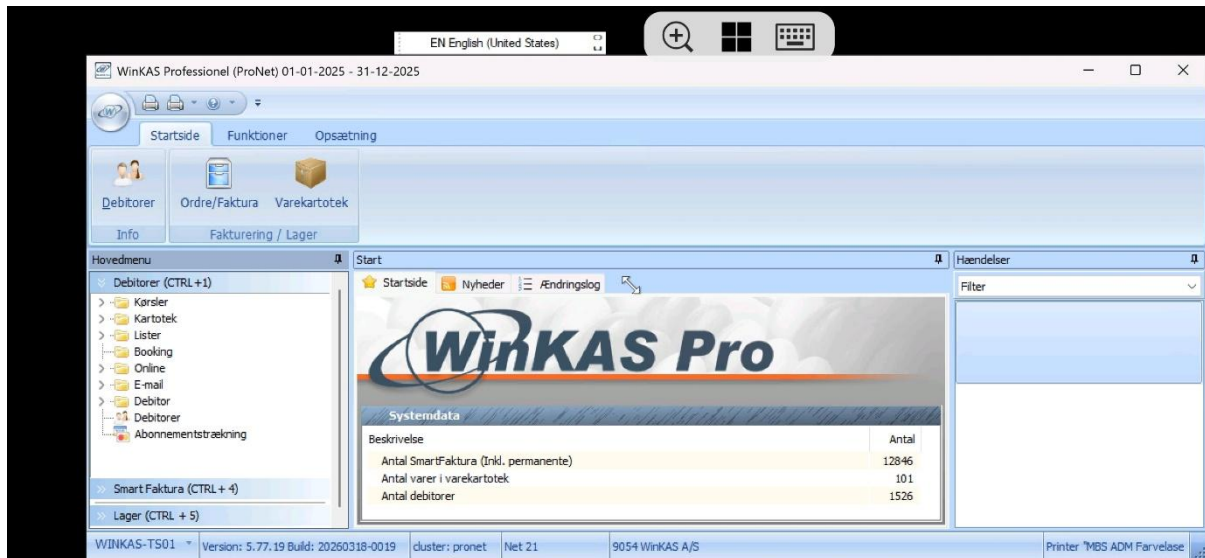 EN English (United States)
WinKAS Professionel (ProNet) 01-01-2025 - 31-12-2025
Startside Funktioner Opsætning
Debitorer Ordre/Faktura Varekartotek
Info Fakturering / Lager
Hovedmenu Start Hændelser
Debitorer (CTRL+1) Startside Nyheder Ændringslog Filter
Kørsler
Kartotek
Lister
Booking
Online
E-mail
Debitor
Debitorer
Abonnementstrækning
Smart Faktura (CTRL + 4)
Lager (CTRL + 5)
WinKAS Pro
Systemdata
Beskrivelse Antal
Antal SmartFaktura (Inkl. permanente) 12846
Antal varer i varekartotek 101
Antal debitorer 1526
WINKAS-TS01 Version: 5.77.19 Build: 20260318-0019 cluster: pronet Net 21 9054 WinKAS A/S Printer "MBS ADM Farvelase